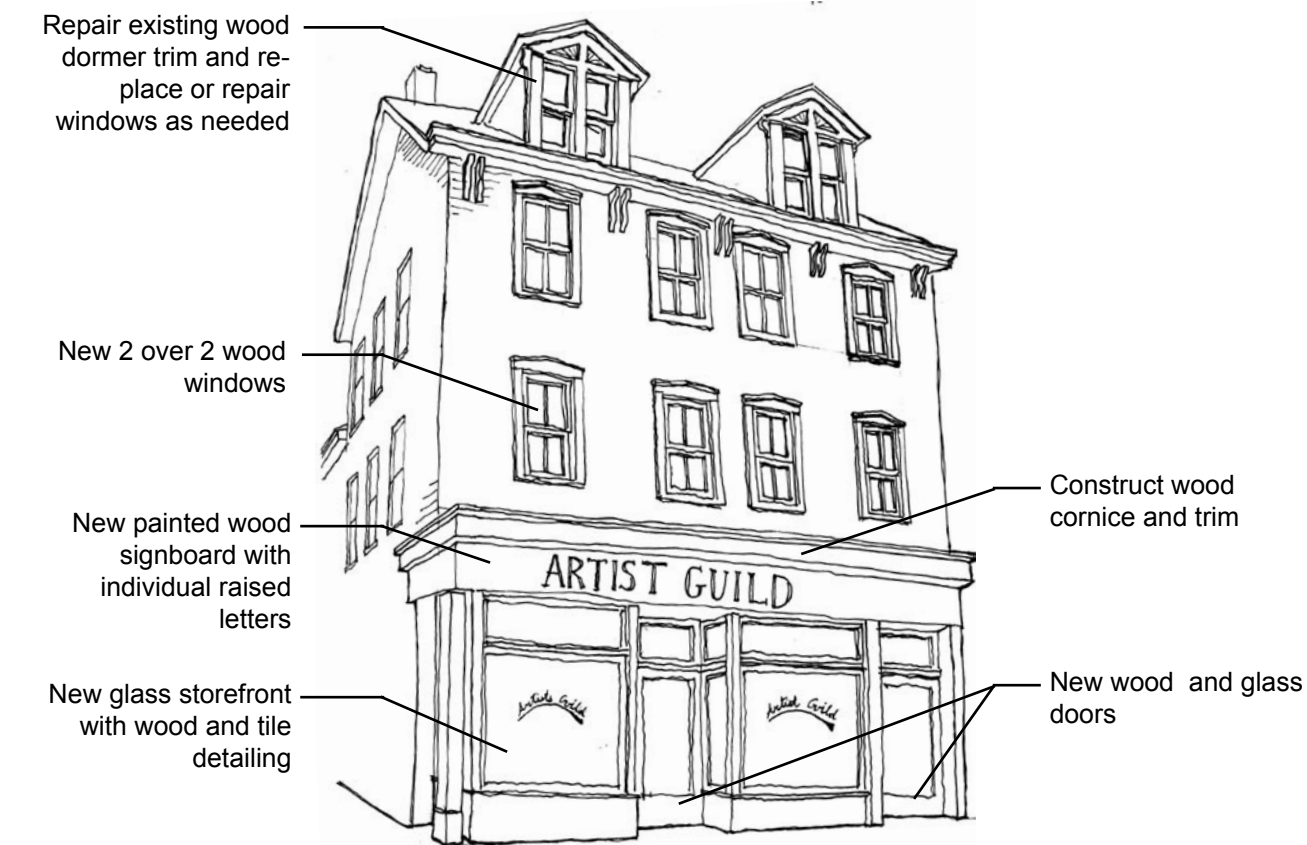 Repair existing wood
dormer trim and re-
place or repair
windows as needed
New 2 over 2 wood
windows
New painted wood
signboard with
individual raised
letters
New glass storefront
with wood and tile
detailing
Construct wood
cornice and trim
New wood  and glass
doors
ARTIST GUILD
Artists Guild
Artist Guild